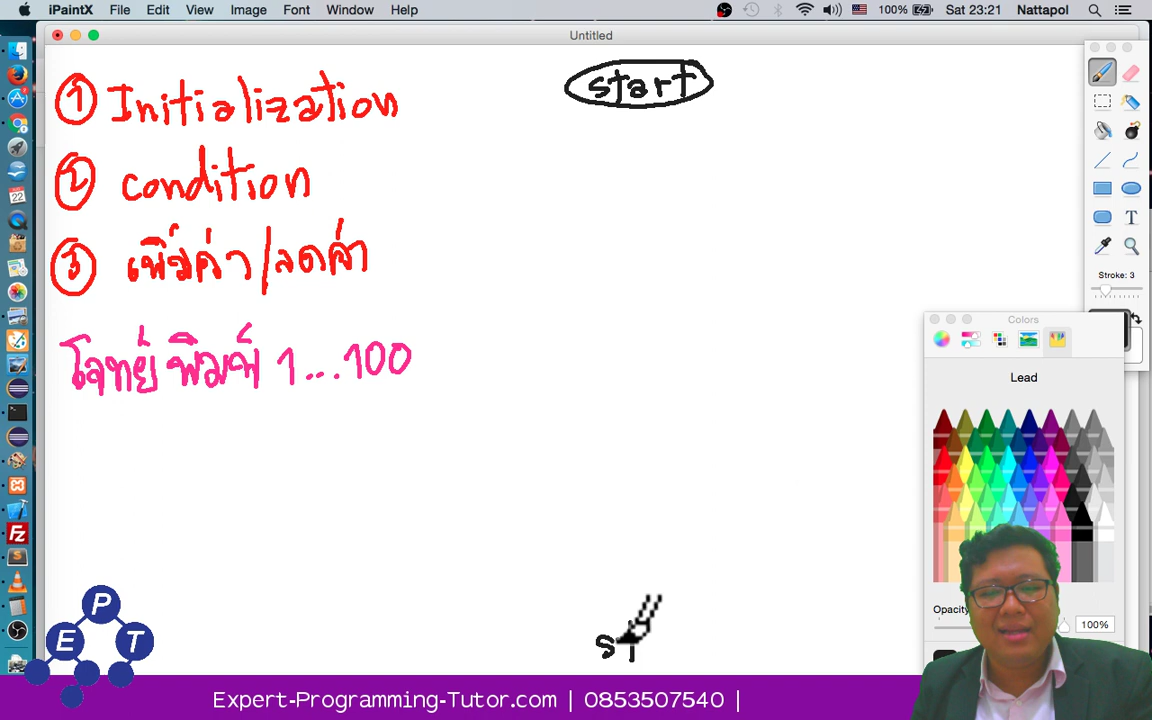 iPaintX File Edit View Image Font Window Help 100% Sat 23:21 Nattapol
Untitled
① Initialization
② condition
③ เพิ่มค่า/ลดค่า
โจทย์ พิมพ์ 1...100
start
s
Stroke: 3
Colors
Lead
Opacity
100%
E P T
Expert-Programming-Tutor.com | 0853507540 |